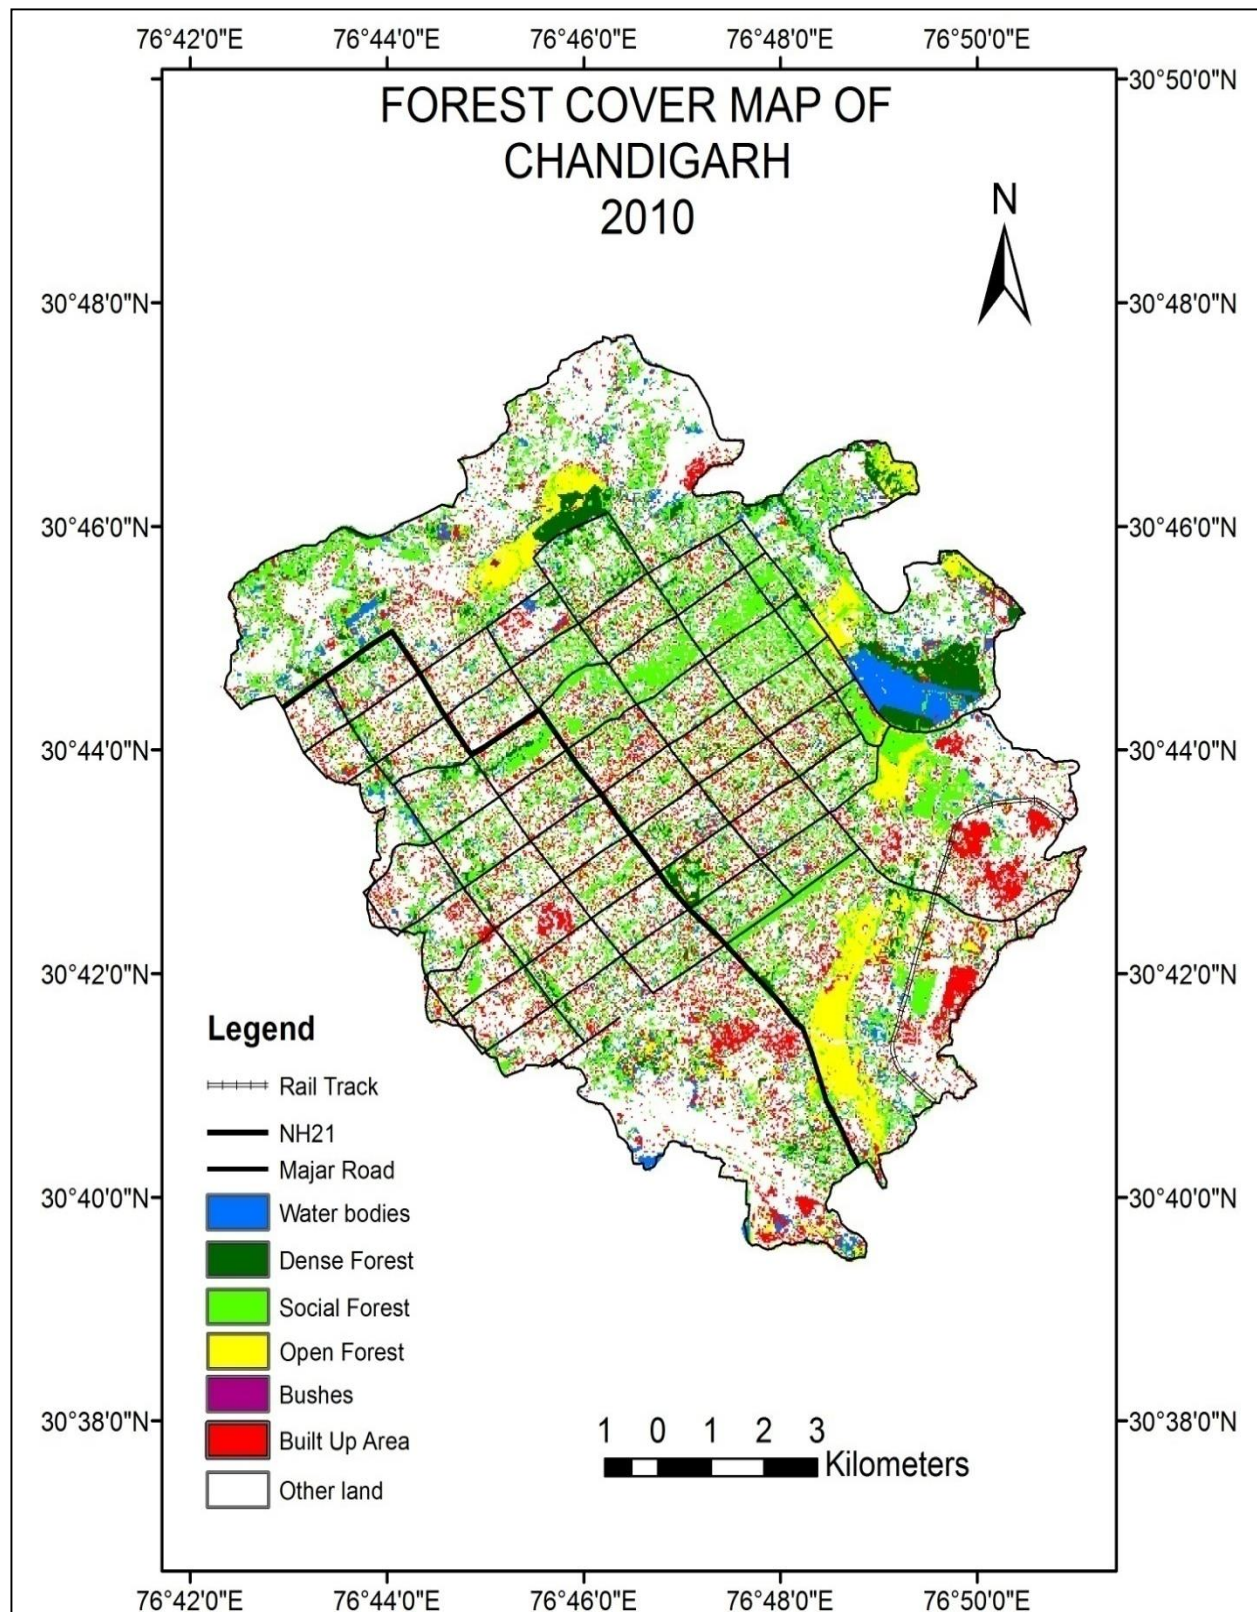 76°42'0"E 76°44'0"E 76°46'0"E 76°48'0"E 76°50'0"E
30°50'0"N
FOREST COVER MAP OF
CHANDIGARH
2010
N
30°48'0"N 30°48'0"N
30°46'0"N 30°46'0"N
30°44'0"N 30°44'0"N
30°42'0"N 30°42'0"N
Legend
Rail Track
NH21
Majar Road
30°40'0"N 30°40'0"N
Water bodies
Dense Forest
Social Forest
Open Forest
Bushes
30°38'0"N 30°38'0"N
Built Up Area
Other land
1 0 1 2 3
Kilometers
76°42'0"E 76°44'0"E 76°46'0"E 76°48'0"E 76°50'0"E